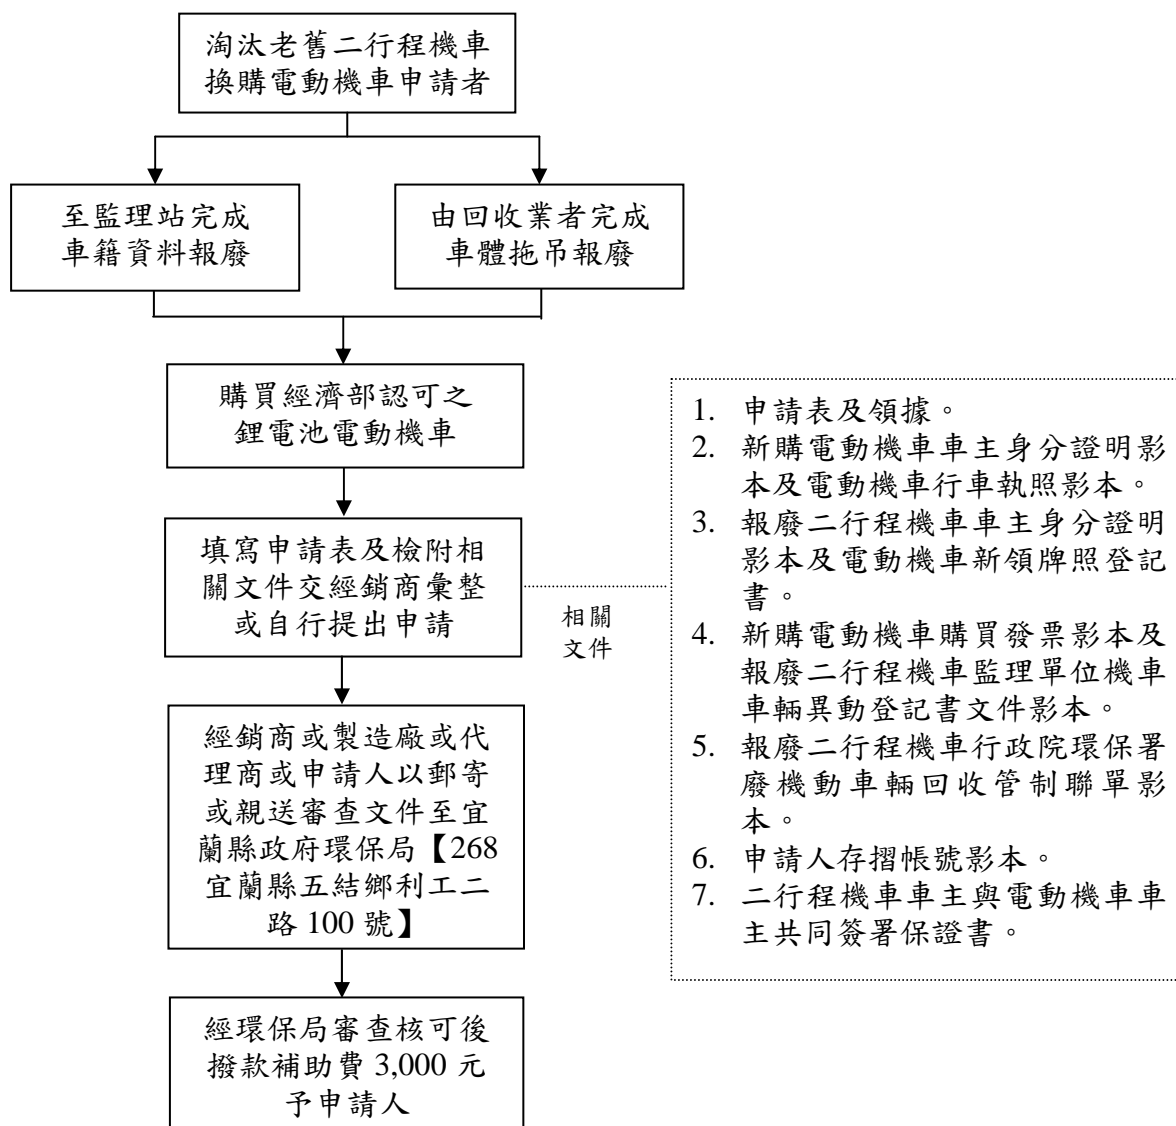 淘汰老舊二行程機車
換購電動機車申請者
至監理站完成
車籍資料報廢
由回收業者完成
車體拖吊報廢
購買經濟部認可之
鋰電池電動機車
填寫申請表及檢附相
關文件交經銷商彙整
或自行提出申請
相關
文件
1. 申請表及領據。
2. 新購電動機車車主身分證明影
本及電動機車行車執照影本。
3. 報廢二行程機車車主身分證明
影本及電動機車新領牌照登記
書。
4. 新購電動機車購買發票影本及
報廢二行程機車監理單位機車
車輛異動登記書文件影本。
5. 報廢二行程機車行政院環保署
廢機動車輛回收管制聯單影
本。
6. 申請人存摺帳號影本。
7. 二行程機車車主與電動機車車
主共同簽署保證書。
經銷商或製造廠或代
理商或申請人以郵寄
或親送審查文件至宜
蘭縣政府環保局【268
宜蘭縣五結鄉利工二
路 100 號】
經環保局審查核可後
撥款補助費 3,000 元
予申請人